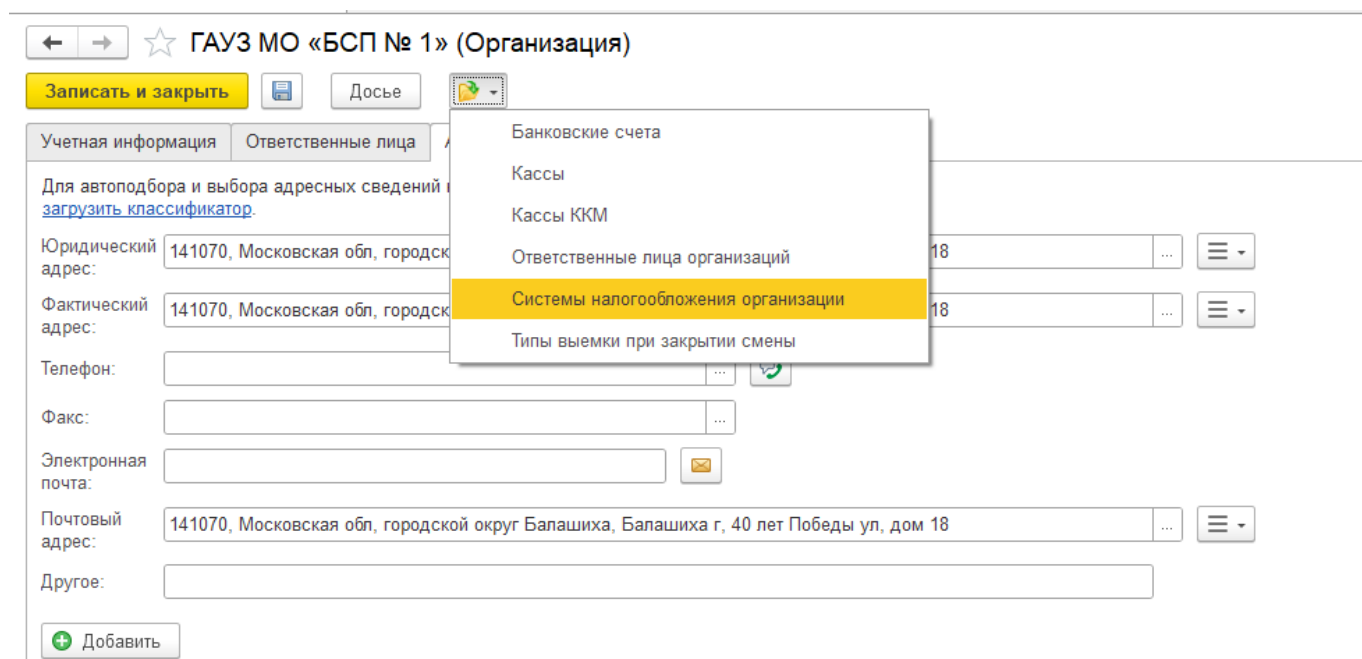 ГАУЗ МО «БСП № 1» (Организация)
Записать и закрыть
Досье
Учетная информация
Ответственные лица
Банковские счета
Кассы
Кассы ККМ
Ответственные лица организаций
Системы налогообложения организации
Типы выемки при закрытии смены
Для автоподбора и выбора адресных сведений
загрузить классификатор.
Юридический адрес:
141070, Московская обл, городск
18
Фактический адрес:
141070, Московская обл, городск
18
Телефон:
Факс:
Электронная почта:
Почтовый адрес:
141070, Московская обл, городской округ Балашиха, Балашиха г, 40 лет Победы ул, дом 18
Другое:
Добавить